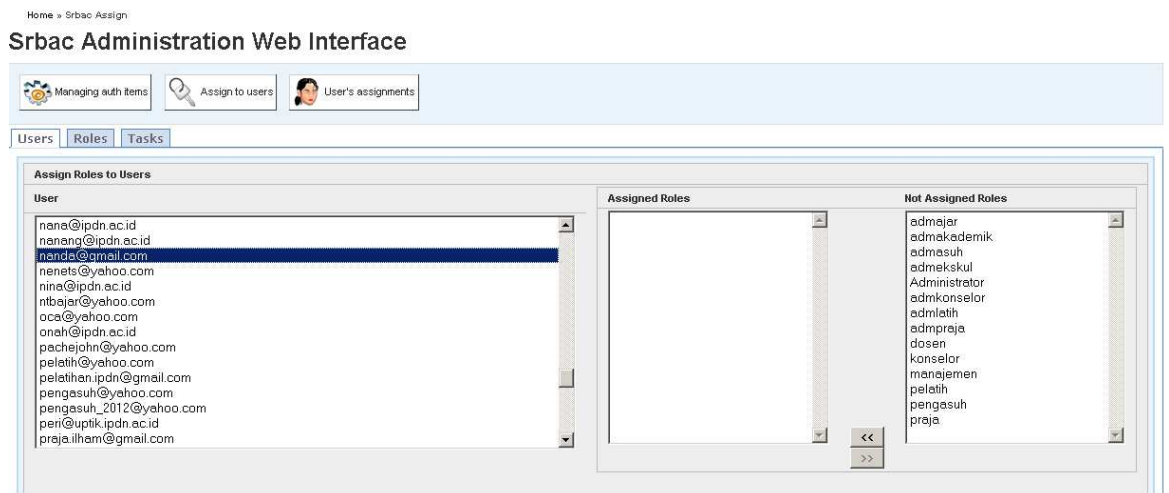 Home » Srbac Assign
Srbac Administration Web Interface
Managing auth items
Assign to users
User's assignments
Users
Roles
Tasks
Assign Roles to Users
User
nana@ipdn.ac.id
nanang@ipdn.ac.id
nanda@gmail.com
nenets@yahoo.com
nina@ipdn.ac.id
ntbajar@yahoo.com
oca@yahoo.com
onah@ipdn.ac.id
pachejohn@yahoo.com
pelatih@yahoo.com
pelatihan.ipdn@gmail.com
pengasuh@yahoo.com
pengasuh_2012@yahoo.com
peri@uptik.ipdn.ac.id
praja.ilham@gmail.com
Assigned Roles
<<
>>
Not Assigned Roles
admajar
admakademik
admasuh
admekskul
Administrator
admkonselor
admlatih
admpraja
dosen
konselor
manajemen
pelatih
pengasuh
praja